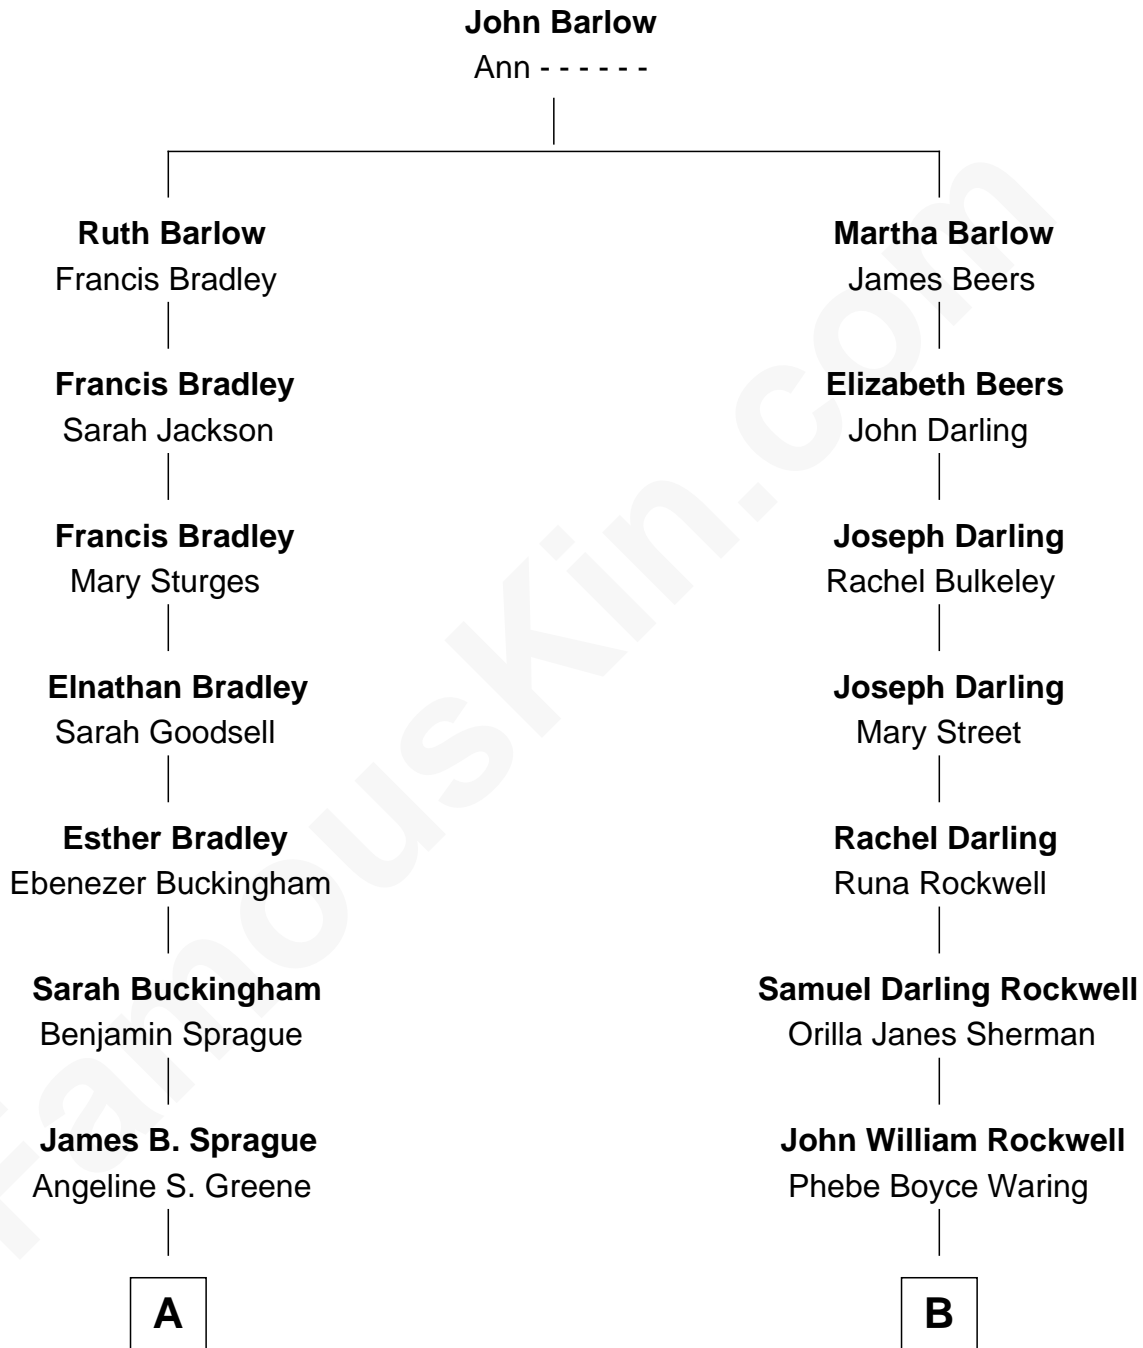 John Barlow
Ann - - - - - -
Ruth Barlow
Francis Bradley
Martha Barlow
James Beers
Francis Bradley
Sarah Jackson
Elizabeth Beers
John Darling
Francis Bradley
Mary Sturges
Joseph Darling
Rachel Bulkeley
Elnathan Bradley
Sarah Goodsell
Joseph Darling
Mary Street
Esther Bradley
Ebenezer Buckingham
Rachel Darling
Runa Rockwell
Sarah Buckingham
Benjamin Sprague
Samuel Darling Rockwell
Orilla Janes Sherman
James B. Sprague
Angeline S. Greene
John William Rockwell
Phebe Boyce Waring
A
B
FamousKin.com